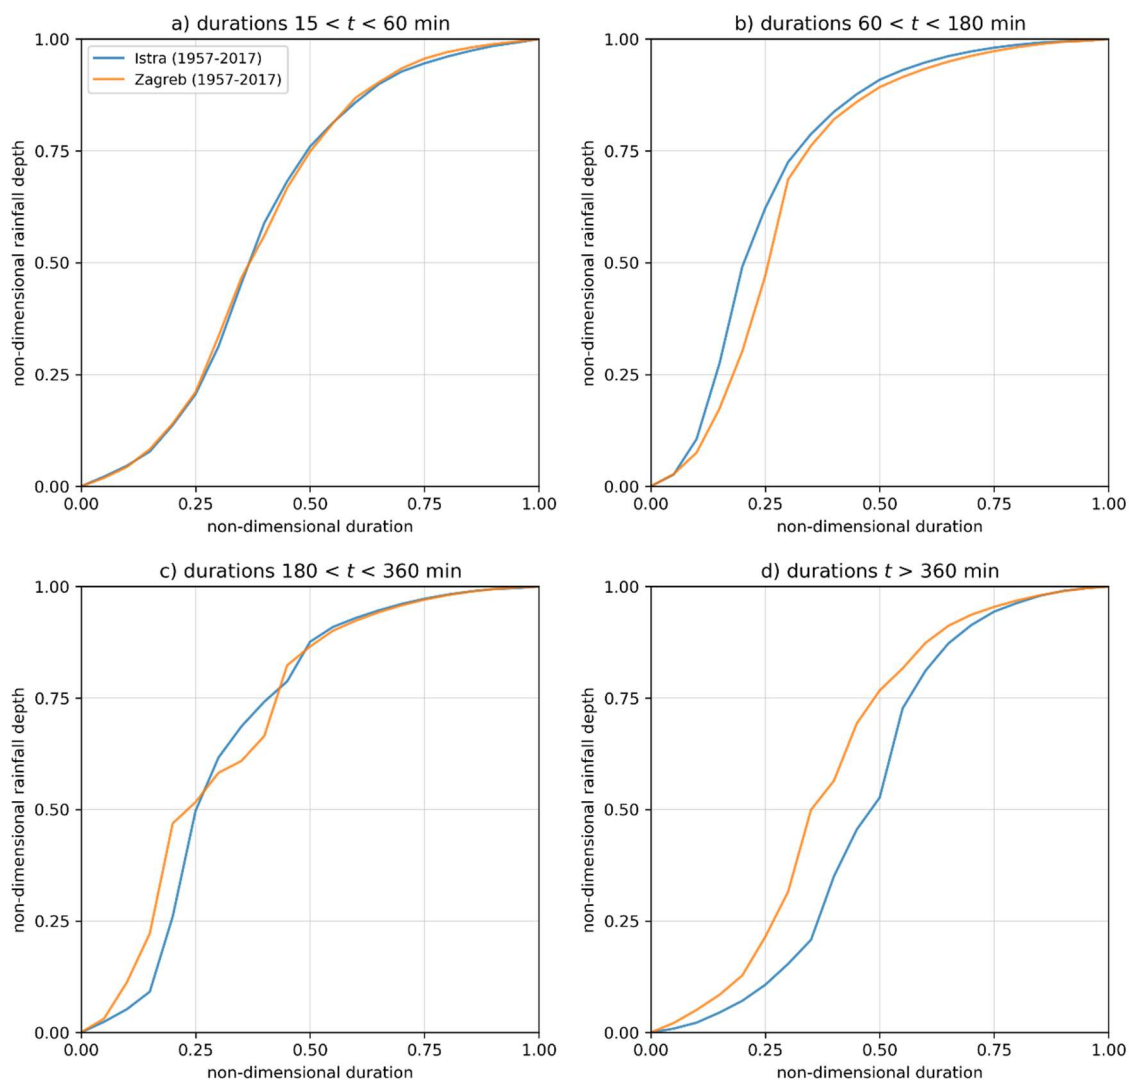 a) durations 15 < t < 60 min
1.00
0.75
0.50
0.25
0.00
non-dimensional rainfall depth
Istra (1957-2017)
Zagreb (1957-2017)
0.00 0.25 0.50 0.75 1.00
non-dimensional duration
b) durations 60 < t < 180 min
1.00
0.75
0.50
0.25
0.00
non-dimensional rainfall depth
0.00 0.25 0.50 0.75 1.00
non-dimensional duration
c) durations 180 < t < 360 min
1.00
0.75
0.50
0.25
0.00
non-dimensional rainfall depth
0.00 0.25 0.50 0.75 1.00
non-dimensional duration
d) durations t > 360 min
1.00
0.75
0.50
0.25
0.00
non-dimensional rainfall depth
0.00 0.25 0.50 0.75 1.00
non-dimensional duration